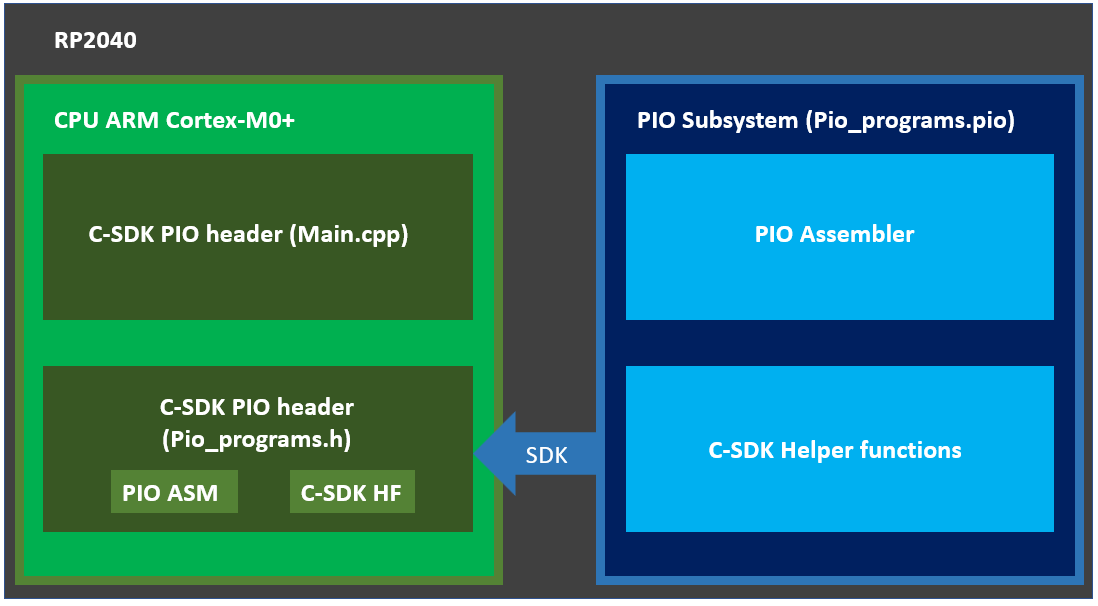 RP2040
CPU ARM Cortex-M0+
C-SDK PIO header (Main.cpp)
C-SDK PIO header
(Pio_programs.h)
PIO ASM
C-SDK HF
SDK
PIO Subsystem (Pio_programs.pio)
PIO Assembler
C-SDK Helper functions